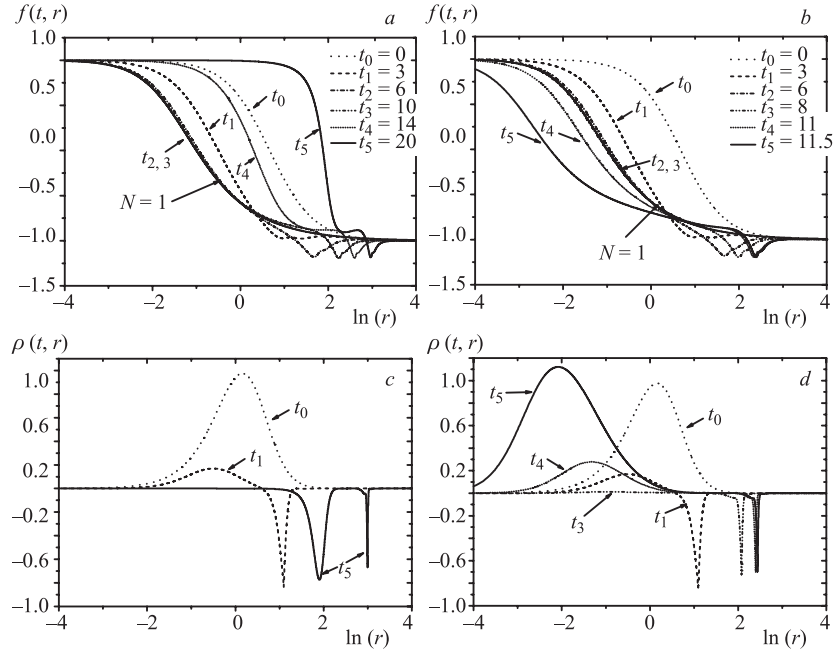 f (t, r)
a
1.0
0.5
0.0
–0.5
–1.0
–1.5
–4
–2
0
2
4
ln (r)
t0 = 0
t1 = 3
t2 = 6
t3 = 10
t4 = 14
t5 = 20
t0
t1
t5
t4
t2, 3
N = 1
f (t, r)
b
1.0
0.5
0.0
–0.5
–1.0
–1.5
–4
–2
0
2
4
ln (r)
t0 = 0
t1 = 3
t2 = 6
t3 = 8
t4 = 11
t5 = 11.5
t0
t1
t4
t5
t2, 3
N = 1
ρ (t, r)
c
1.0
0.6
0.2
–0.2
–0.6
–1.0
–4
–2
0
2
4
ln (r)
t0
t1
t5
ρ (t, r)
d
1.0
0.6
0.2
–0.2
–0.6
–1.0
–4
–2
0
2
4
ln (r)
t5
t0
t4
t3
t1